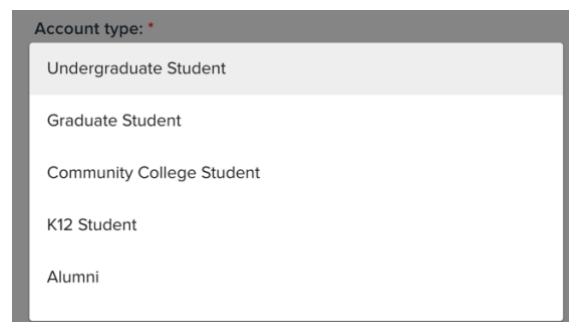 Account type: *
Undergraduate Student
Graduate Student
Community College Student
K12 Student
Alumni